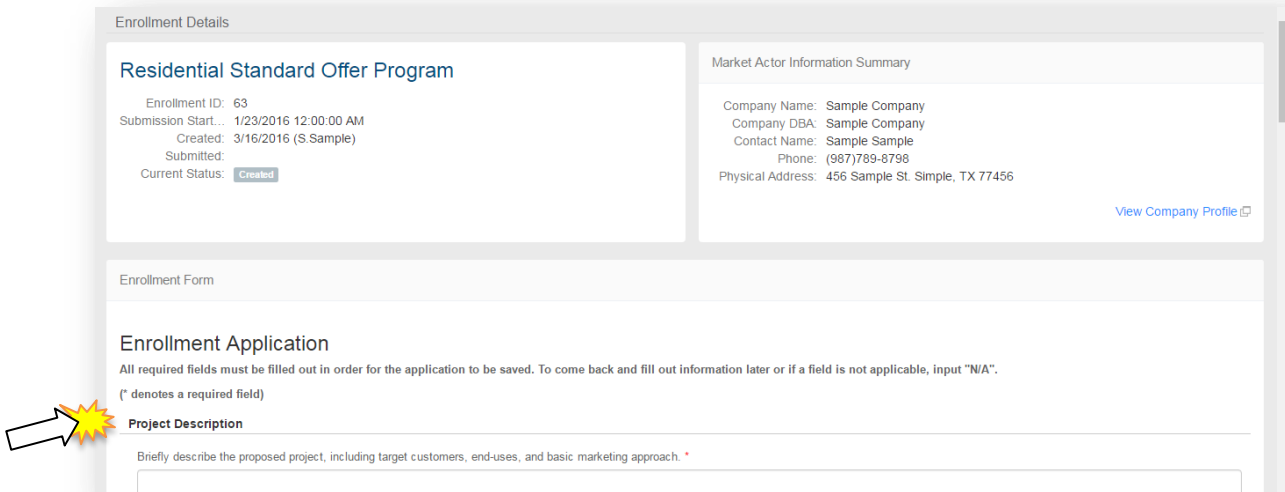 Enrollment Details
Residential Standard Offer Program
Enrollment ID: 63
Submission Start... 1/23/2016 12:00:00 AM
Created: 3/16/2016 (S.Sample)
Submitted:
Current Status: Created
Market Actor Information Summary
Company Name: Sample Company
Company DBA: Sample Company
Contact Name: Sample Sample
Phone: (987)789-8798
Physical Address: 456 Sample St. Simple, TX 77456
View Company Profile
Enrollment Form
Enrollment Application
All required fields must be filled out in order for the application to be saved. To come back and fill out information later or if a field is not applicable, input "N/A".
(* denotes a required field)
Project Description
Briefly describe the proposed project, including target customers, end-uses, and basic marketing approach. *